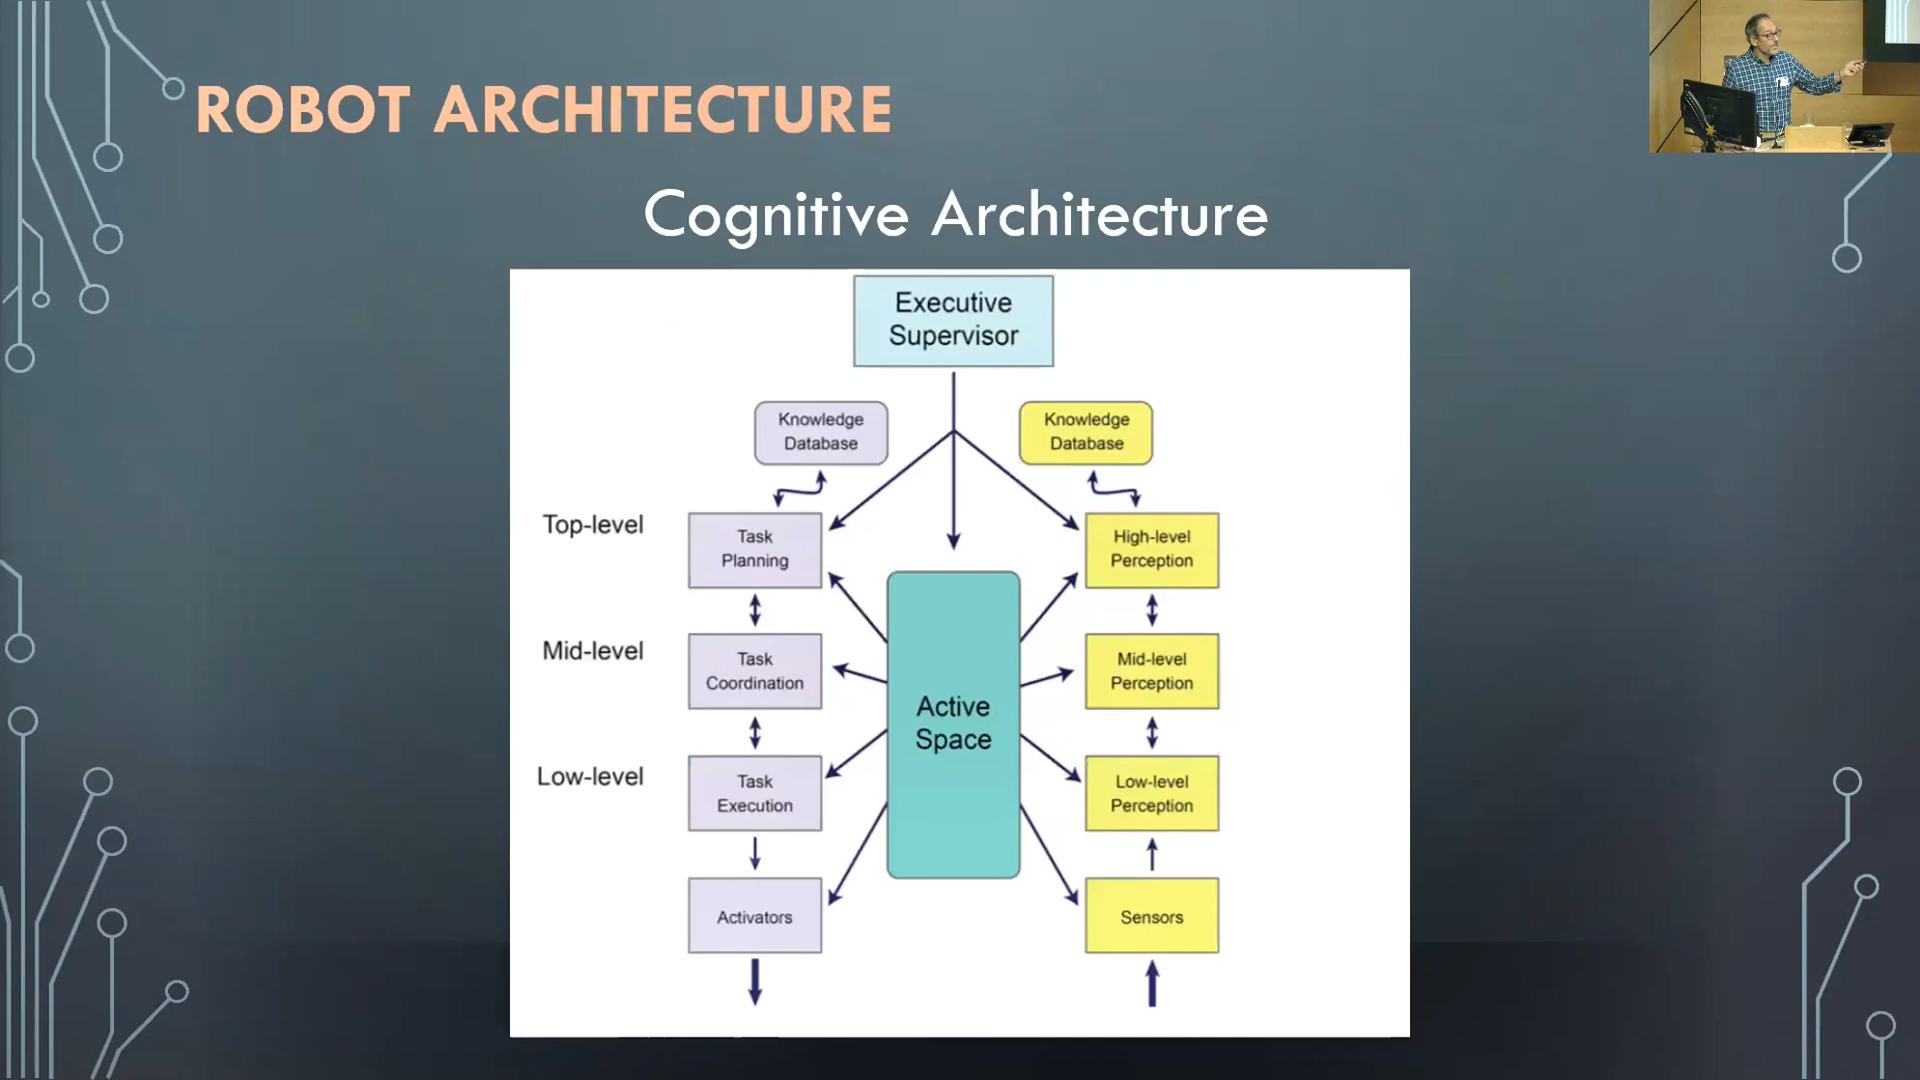 ROBOT ARCHITECTURE
Cognitive Architecture
Executive
Supervisor
Knowledge
Database
Knowledge
Database
Top-level
Task
Planning
High-level
Perception
Mid-level
Task
Coordination
Mid-level
Perception
Active
Space
Low-level
Task
Execution
Low-level
Perception
Activators
Sensors